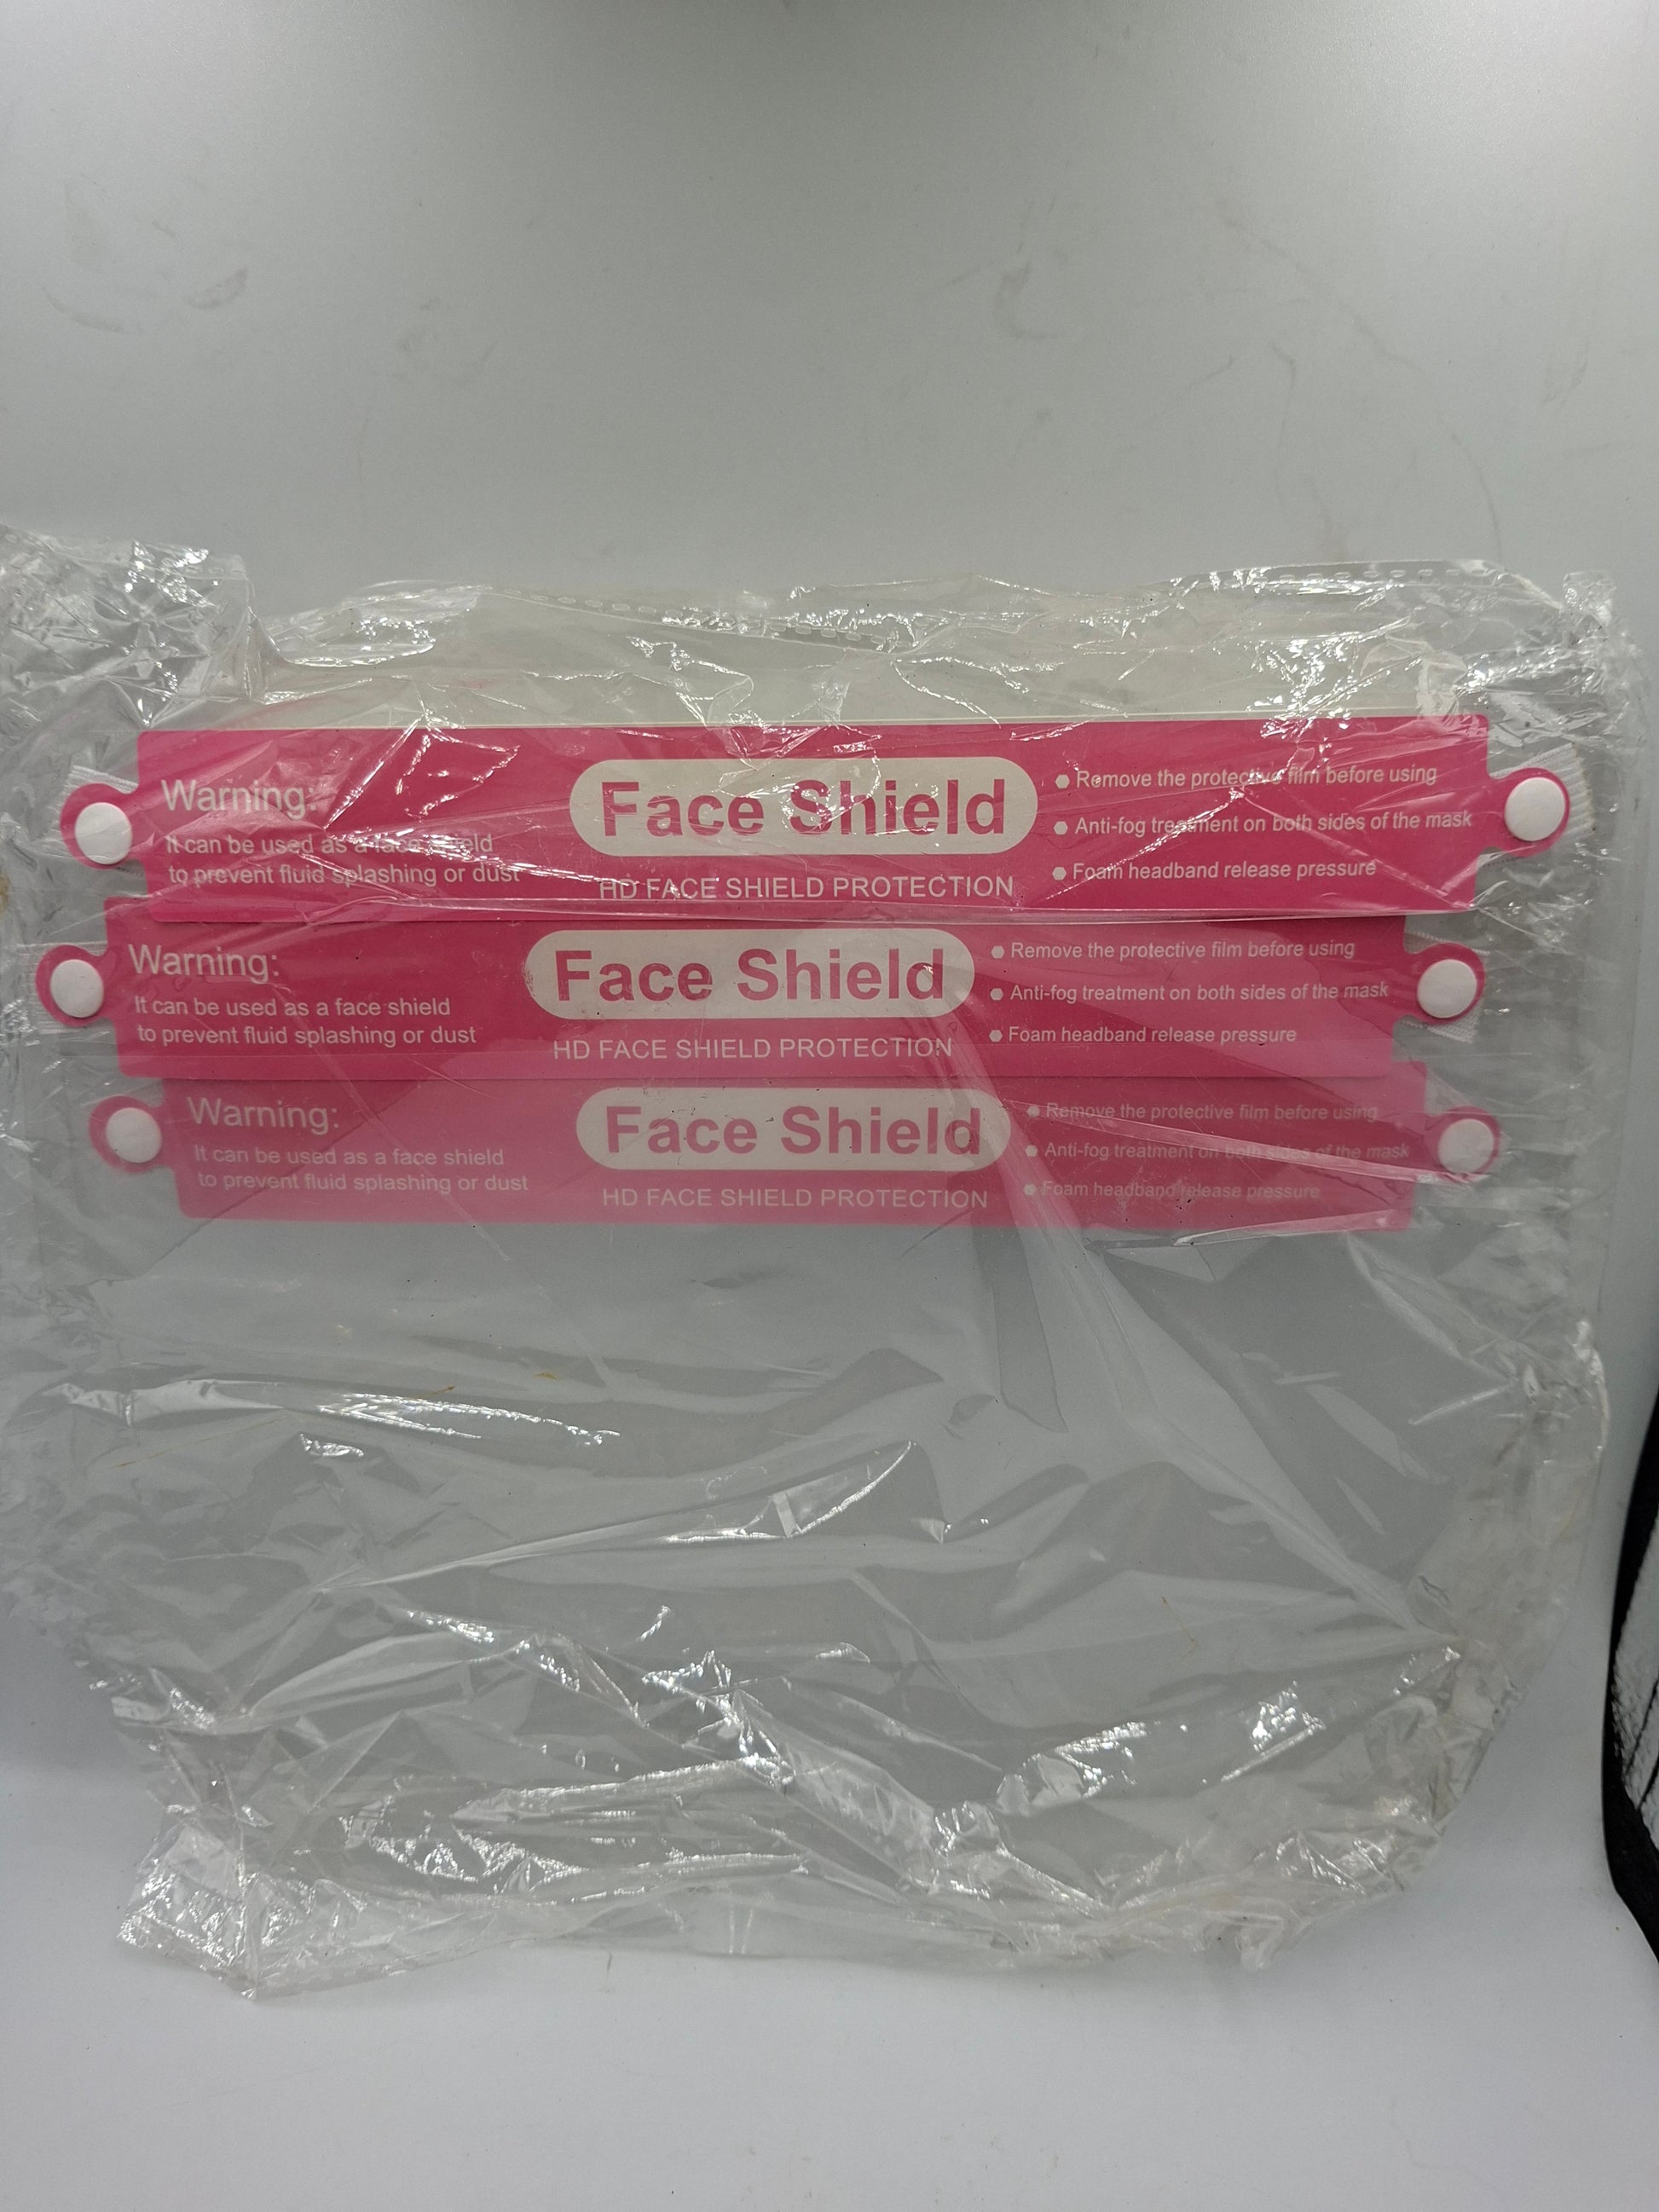 Warning:
It can be used as a face shield
to prevent fluid splashing or dust
Face Shield
HD FACE SHIELD PROTECTION
Remove the protective film before using
Anti-fog treatment on both sides of the mask
Foam headband release pressure
Warning:
It can be used as a face shield
to prevent fluid splashing or dust
Face Shield
HD FACE SHIELD PROTECTION
Remove the protective film before using
Anti-fog treatment on both sides of the mask
Foam headband release pressure
Warning:
It can be used as a face shield
to prevent fluid splashing or dust
Face Shield
HD FACE SHIELD PROTECTION
Remove the protective film before using
Anti-fog treatment on both sides of the mask
Foam headband release pressure